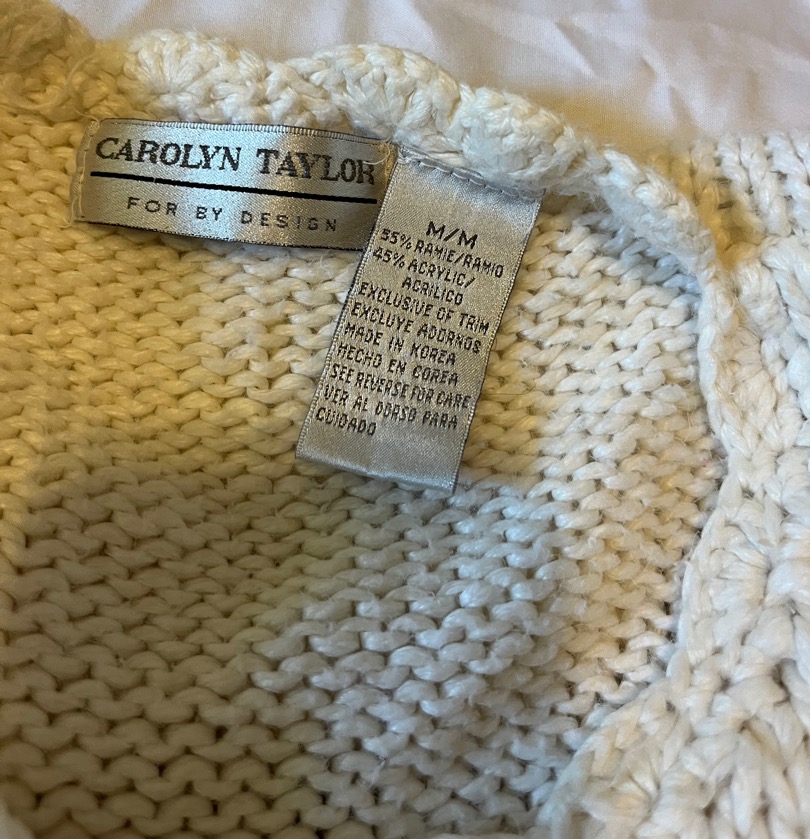 CAROLYN TAYLOR
FOR BY DESIGN
M/M
55% RAMIE/RAMIO
45% ACRYLIC/
ACRILICO
EXCLUSIVE OF TRIM
EXCLUYE ADORNOS
MADE IN KOREA
HECHO EN COREA
SEE REVERSE FOR CARE
VER AL DORSO PARA
CUIDADO